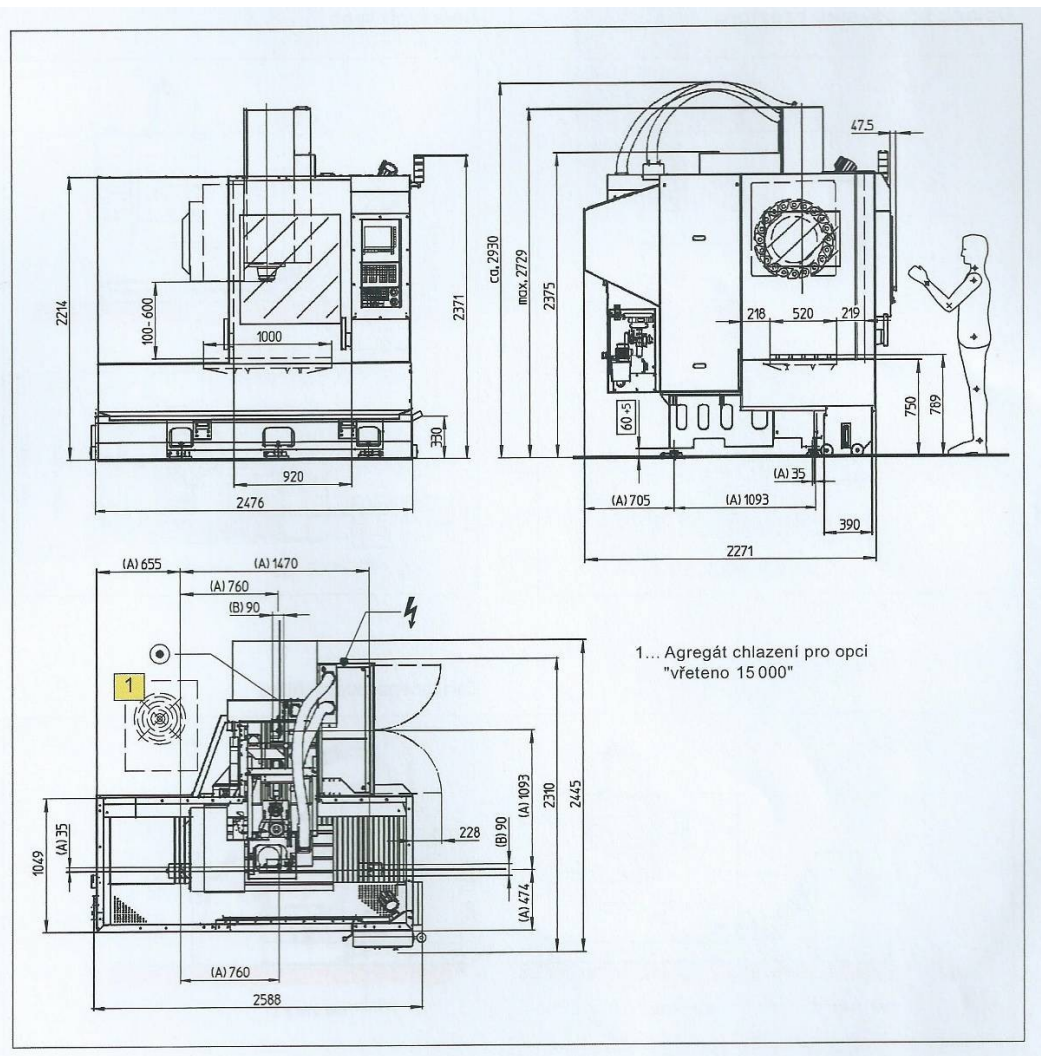 47.5
ca. 2930
max. 2729
2375
2214
100-600
1000
2371
330
920
2476
218
520
219
60 +5
750
789
(A) 35
(A) 705
(A) 1093
390
2271
(A) 655
(A) 1470
(A) 760
(B) 90
1
1... Agregát chlazení pro opci
"vřeteno 15 000"
(A) 1093
2310
2445
228
(B) 90
(A) 35
1049
(A) 474
(A) 760
2588